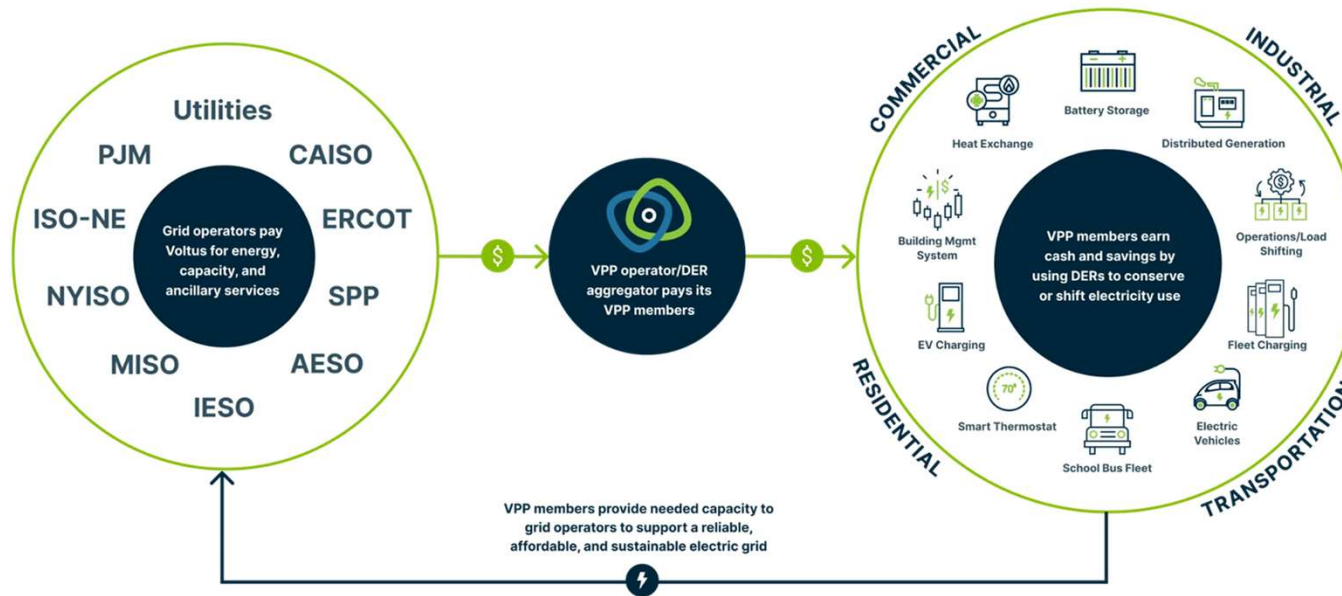 Utilities
PJM
CAISO
ISO-NE
ERCOT
NYISO
SPP
MISO
AESO
IESO
Grid operators pay
Voltus for energy,
capacity, and
ancillary services
$
VPP operator/DER
aggregator pays its
VPP members
$
COMMERCIAL
INDUSTRIAL
RESIDENTIAL
TRANSPORTATION
Battery Storage
Heat Exchange
Distributed Generation
$
Building Mgmt
System
$
Operations/Load
Shifting
EV Charging
Fleet Charging
70°
Smart Thermostat
Electric
Vehicles
School Bus Fleet
VPP members earn
cash and savings by
using DERs to conserve
or shift electricity use
VPP members provide needed capacity to
grid operators to support a reliable,
affordable, and sustainable electric grid